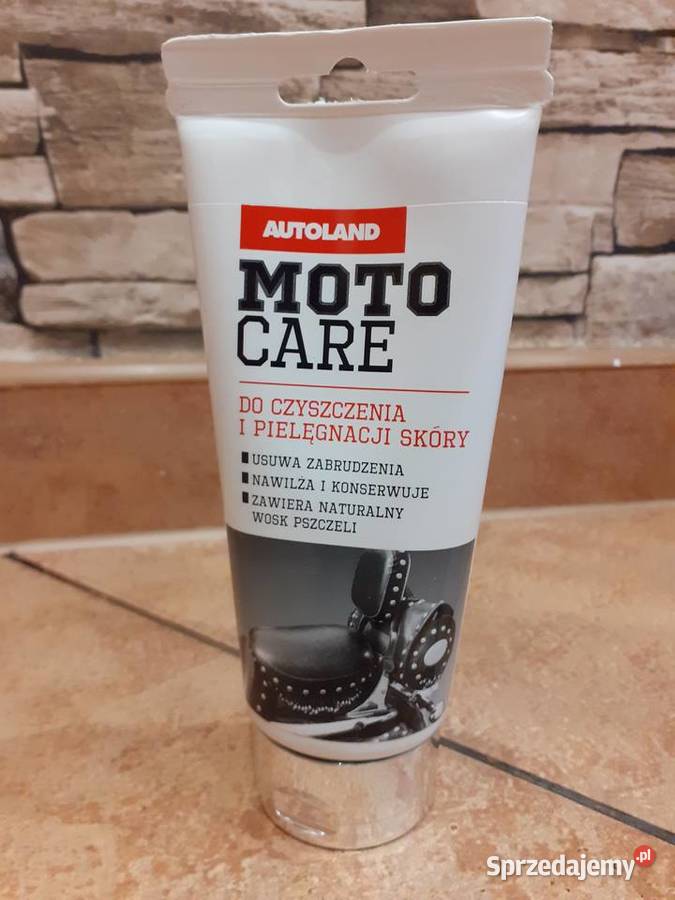 AUTOLAND
MOTO
CARE
DO CZYSZCZENIA
I PIELĘGNACJI SKÓRY
USUWA ZABRUDZENIA
NAWILŻA I KONSERWUJE
ZAWIERA NATURALNY
WOSK PSZCZELI
Sprzedajemy.pl